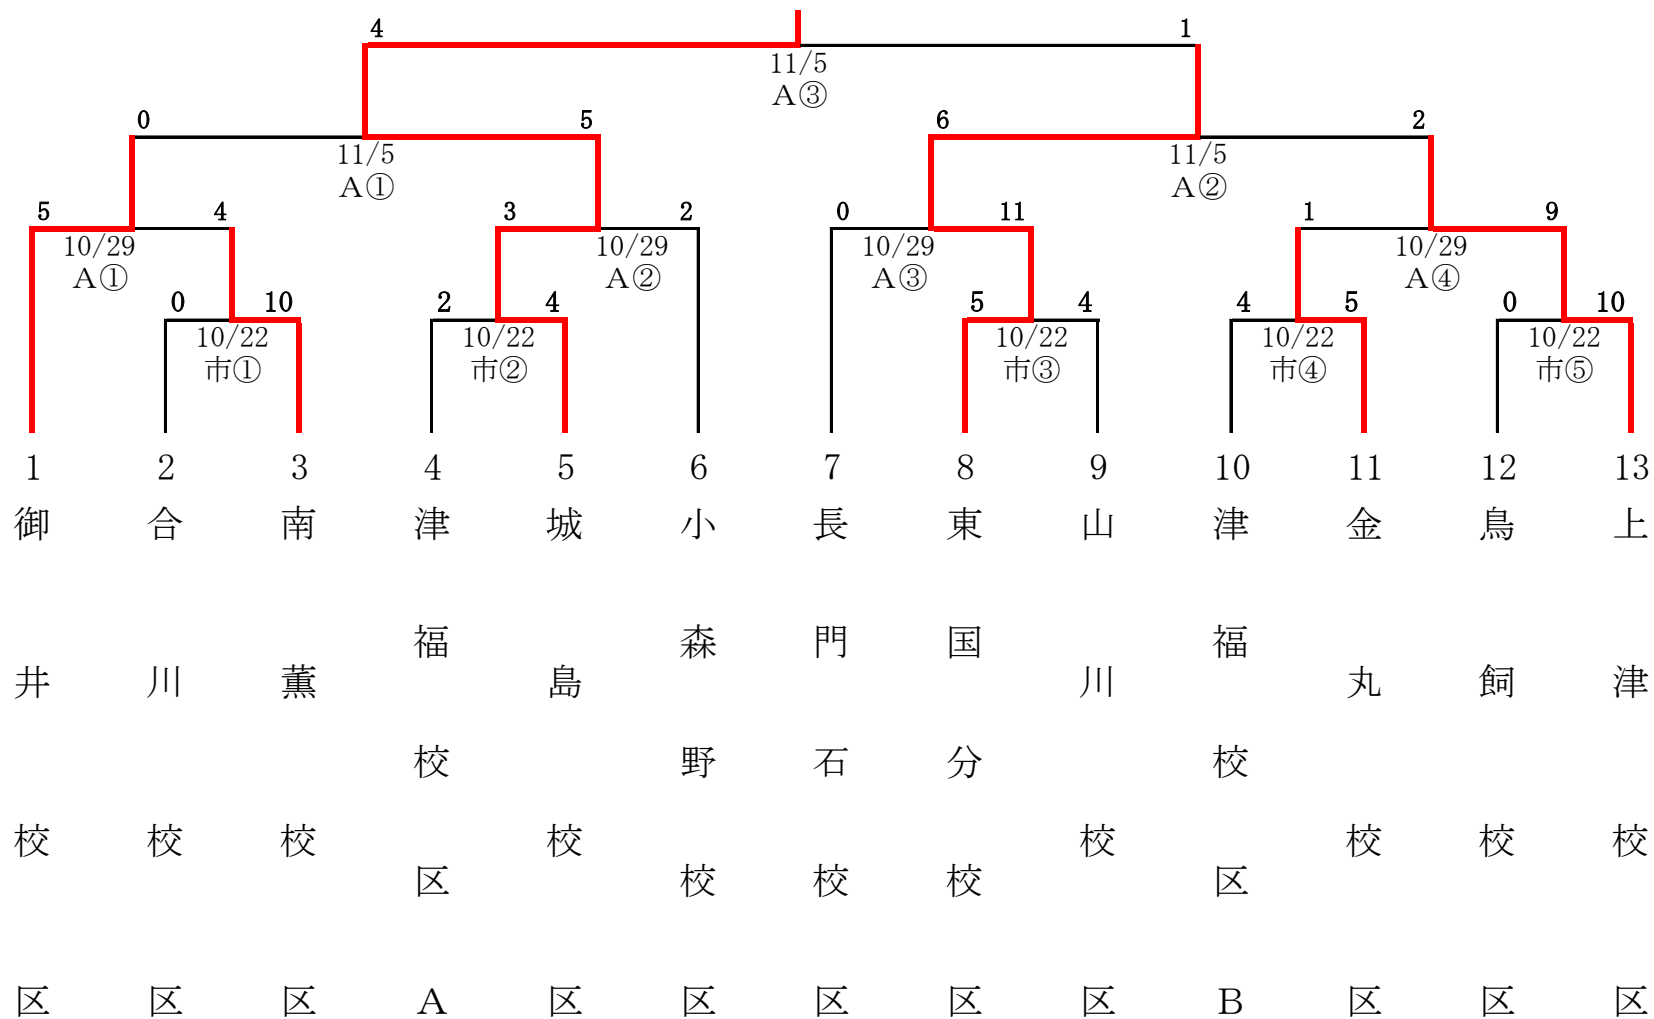 4 1
11/5
A③
0 5 6 2
11/5 11/5
A① A②
5 4 3 2 0 11 1 9
10/29 10/29 10/29 10/29
A① A② A③ A④
0 10 2 4 5 4 4 5 0 10
10/22 10/22 10/22 10/22 10/22
市① 市② 市③ 市④ 市⑤
1 2 3 4 5 6 7 8 9 10 11 12 13
御井校区
合川校区
南薫校区
津福校区A
城島校区
小森野校区
長門石校区
東国分校区
山川校区
津福校区B
金丸校区
鳥飼校区
上津校区